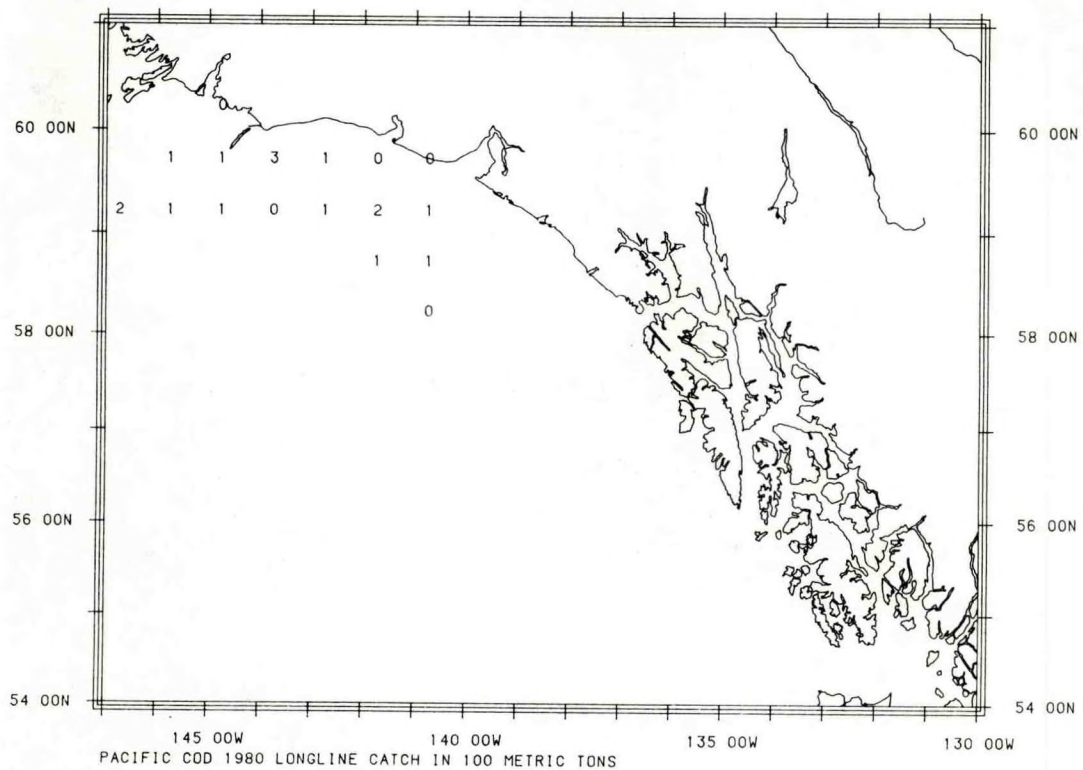 60 00N 60 00N
1 1 3 1 0 0
2 1 1 0 1 2 1
1 1
0
58 00N 58 00N
56 00N 56 00N
54 00N 54 00N
145 00W 140 00W 135 00W 130 00W
PACIFIC COD 1980 LONGLINE CATCH IN 100 METRIC TONS